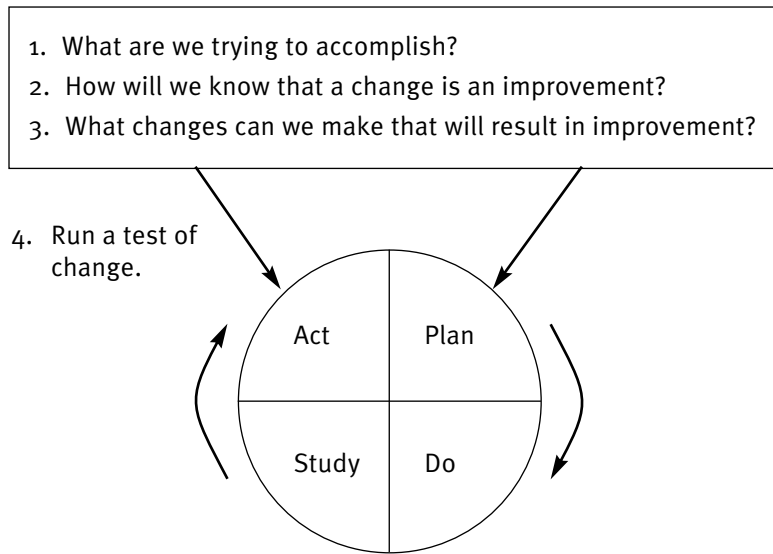 1. What are we trying to accomplish?
2. How will we know that a change is an improvement?
3. What changes can we make that will result in improvement?
4. Run a test of
change.
Act
Plan
Study
Do